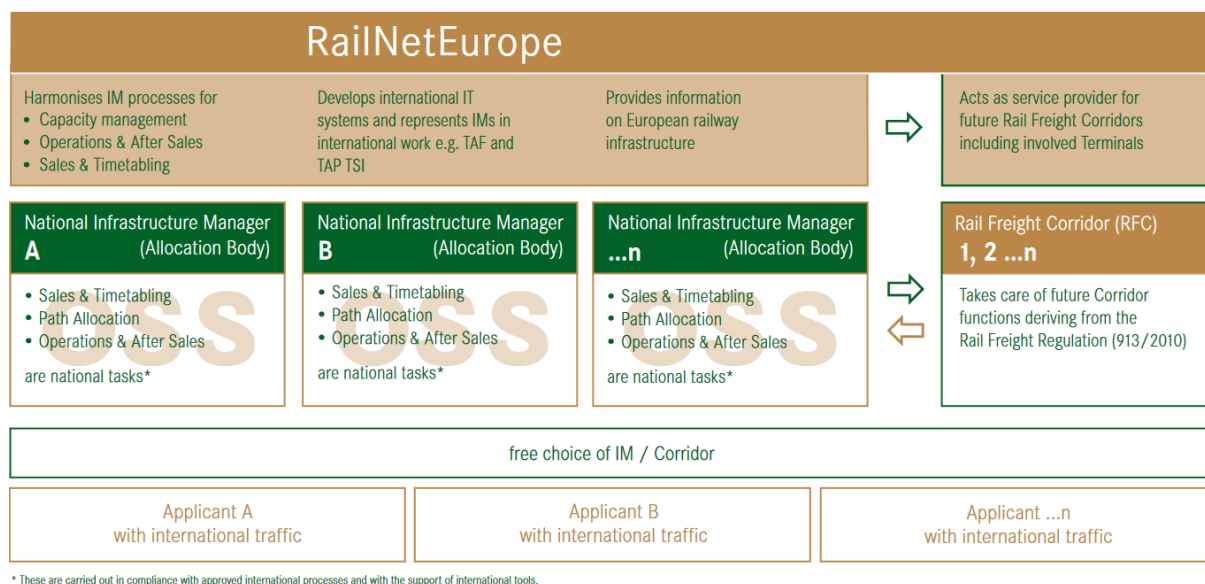 RailNetEurope
Harmonises IM processes for
• Capacity management
• Operations & After Sales
• Sales & Timetabling
Develops international IT
systems and represents IMs in
international work e.g. TAF and
TAP TSI
Provides information
on European railway
infrastructure
Acts as service provider for
future Rail Freight Corridors
including involved Terminals
National Infrastructure Manager
A (Allocation Body)
OSS
• Sales & Timetabling
• Path Allocation
• Operations & After Sales
are national tasks*
National Infrastructure Manager
B (Allocation Body)
OSS
• Sales & Timetabling
• Path Allocation
• Operations & After Sales
are national tasks*
National Infrastructure Manager
...n (Allocation Body)
OSS
• Sales & Timetabling
• Path Allocation
• Operations & After Sales
are national tasks*
Rail Freight Corridor (RFC)
1, 2 ...n
Takes care of future Corridor
functions deriving from the
Rail Freight Regulation (913/2010)
free choice of IM / Corridor
Applicant A
with international traffic
Applicant B
with international traffic
Applicant ...n
with international traffic
* These are carried out in compliance with approved international processes and with the support of international tools.